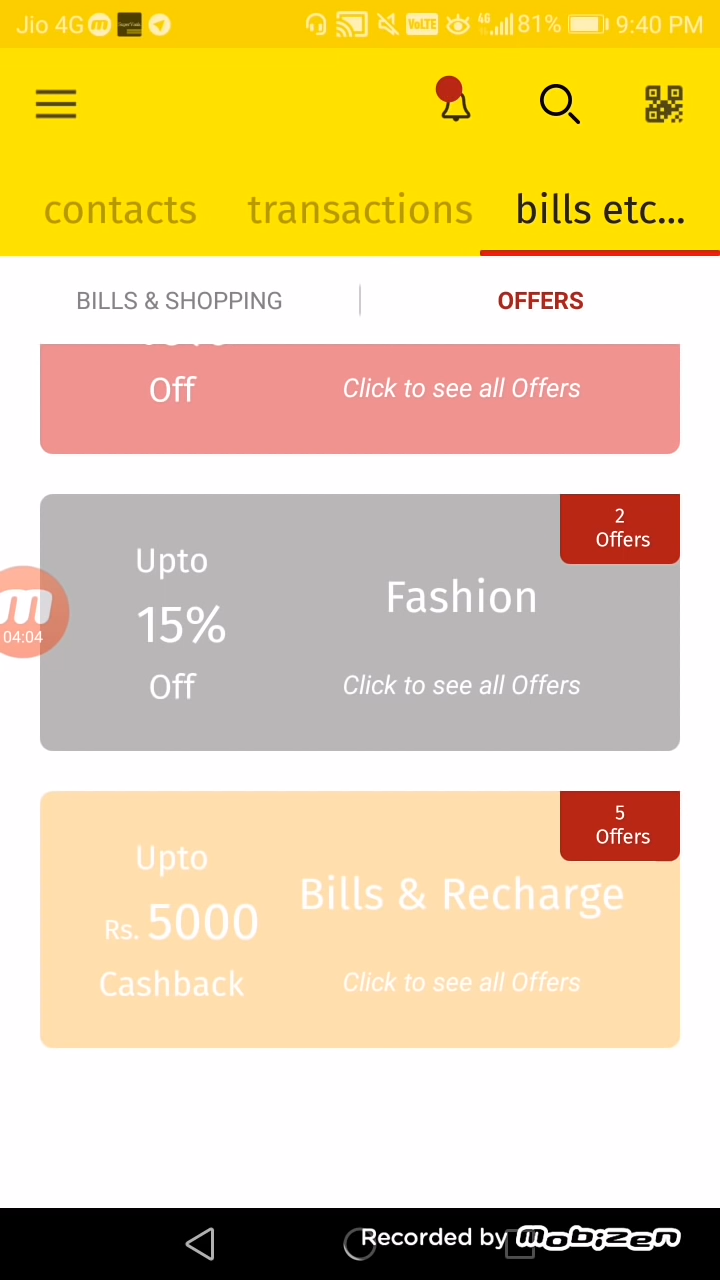 Jio 4G
VoLTE
4G
81%
9:40 PM
contacts
transactions
bills etc...
BILLS & SHOPPING
OFFERS
Off
Click to see all Offers
2
Offers
Upto
15%
Off
Fashion
Click to see all Offers
04:04
5
Offers
Upto
Rs. 5000
Cashback
Bills & Recharge
Click to see all Offers
Recorded by mobizen